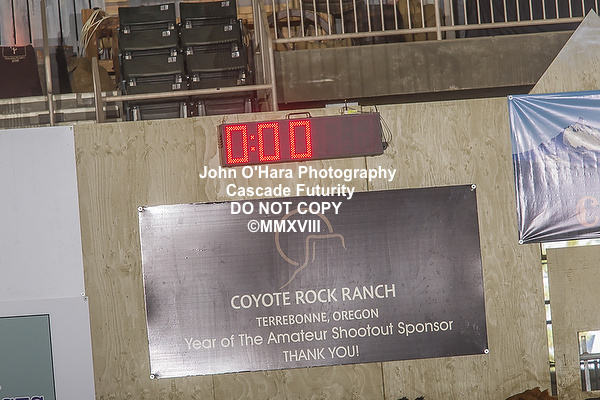 0:00
John O'Hara Photography
Cascade Futurity
DO NOT COPY
©MMXVIII
COYOTE ROCK RANCH
TERREBONNE, OREGON
Year of The Amateur Shootout Sponsor
THANK YOU!